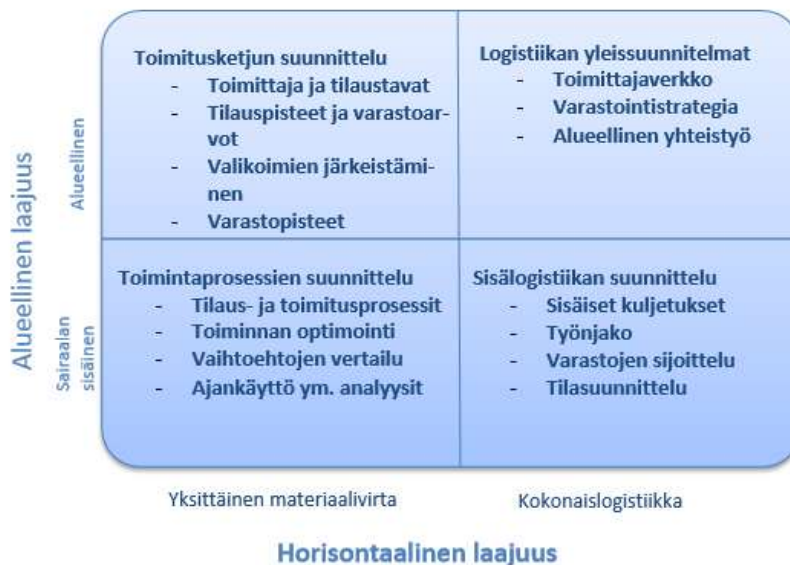 Toimitusketjun suunnittelu
- Toimittaja ja tilaustavat
- Tilauspisteet ja varastoar-
vot
- Valikoimien järkeistämi-
nen
- Varastopisteet
Logistiikan yleissuunnitelmat
- Toimittajaverkko
- Varastointistrategia
- Alueellinen yhteistyö
Toimintaprosessien suunnittelu
- Tilaus- ja toimitusprosessit
- Toiminnan optimointi
- Vaihtoehtojen vertailu
- Ajankäyttö ym. analyysit
Sisälogistiikan suunnittelu
- Sisäiset kuljetukset
- Työnjako
- Varastojen sijoittelu
- Tilasuunnittelu
Alueellinen laajuus
Alueellinen
Sairaalan
sisäinen
Yksittäinen materiaalivirta
Kokonaislogistiikka
Horisontaalinen laajuus